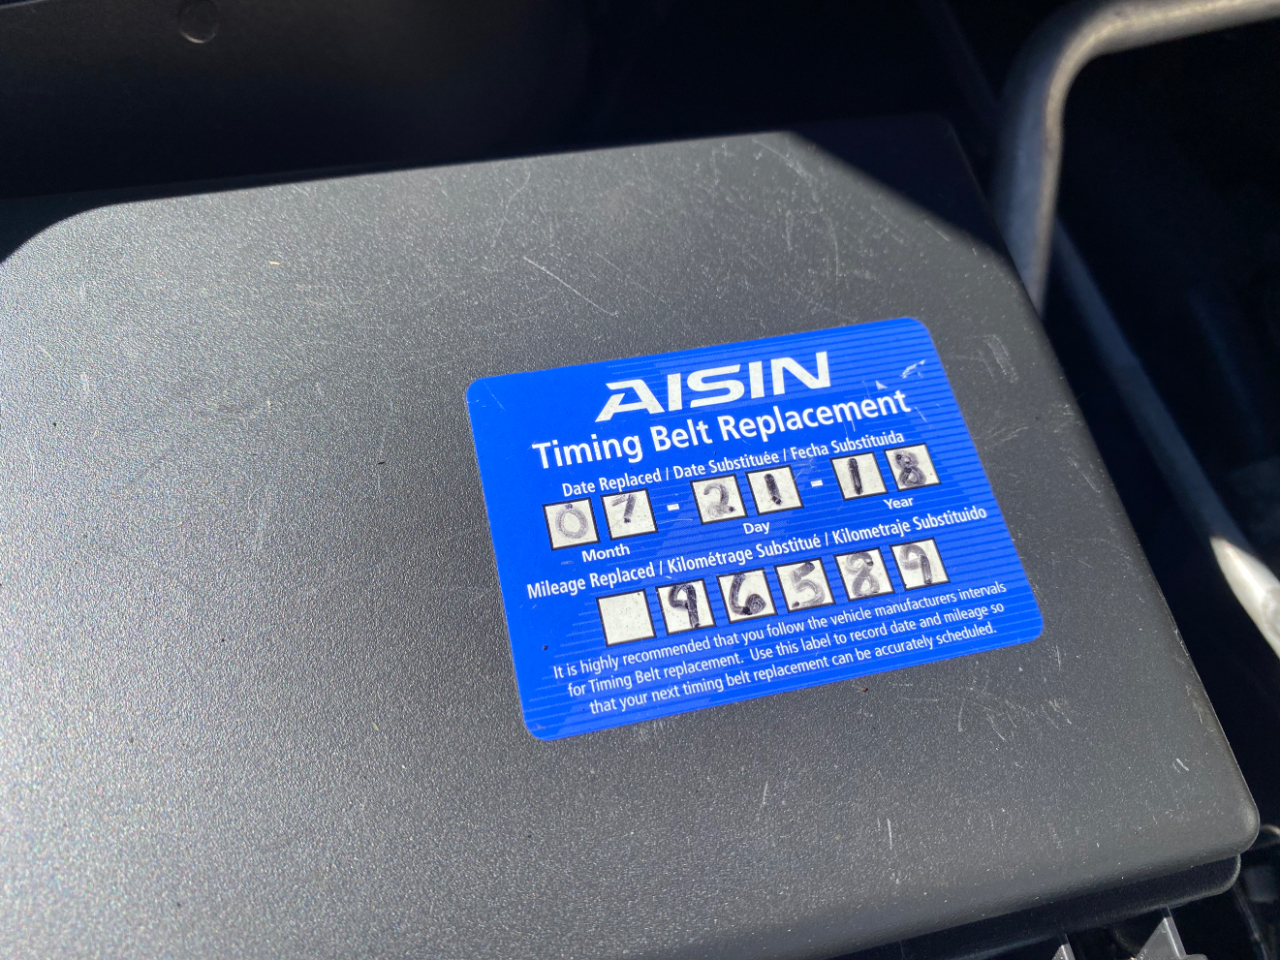 AISIN
Timing Belt Replacement
Date Replaced / Date Substituée / Fecha Substituida
07 - 21 - 18
Month Day Year
Mileage Replaced / Kilométrage Substitué / Kilometraje Substituido
96589
It is highly recommended that you follow the vehicle manufacturers intervals
for Timing Belt replacement. Use this label to record date and mileage so
that your next timing belt replacement can be accurately scheduled.